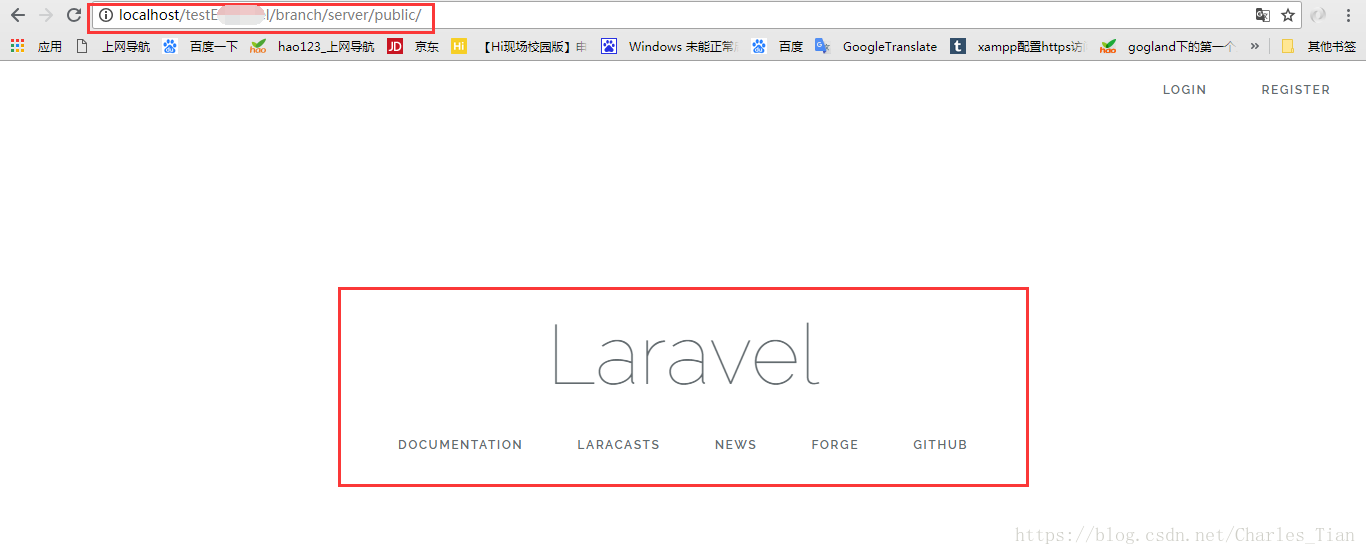 localhost/testE l/branch/server/public/
应用 上网导航 百度一下 hao123_上网导航 JD 京东 Hi 【Hi现场校园版】申 Windows 未能正常 百度 GoogleTranslate t xampp配置https访 hao gogland下的第一个 » 其他书签
LOGIN REGISTER
Laravel
DOCUMENTATION LARACASTS NEWS FORGE GITHUB
https://blog.csdn.net/Charles_Tian